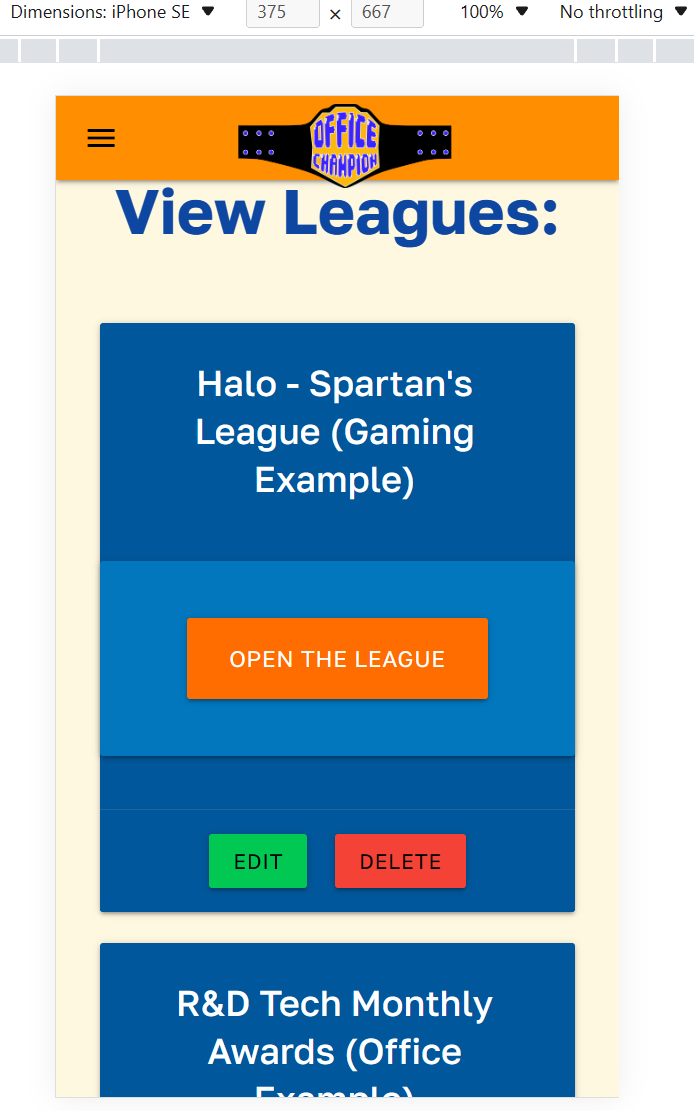 Dimensions: iPhone SE 375 × 667 100% No throttling
OFFICE
CHAMPION
View Leagues:
Halo - Spartan's
League (Gaming
Example)
OPEN THE LEAGUE
EDIT DELETE
R&D Tech Monthly
Awards (Office
Example)